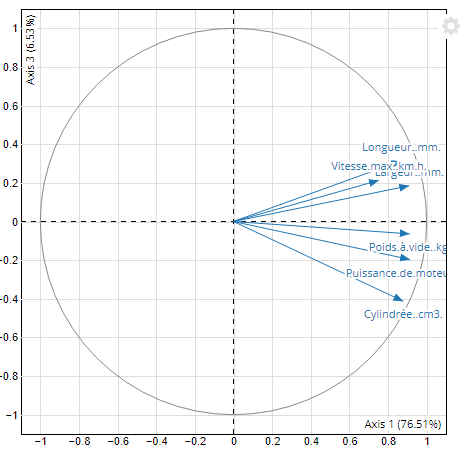 Axis 3 (6.53%)
1
0.8
0.6
0.4
0.2
0
-0.2
-0.4
-0.6
-0.8
-1
Longueur..mm.
Vitesse.max?.km.h.
Largeur..mm.
Poids.à.vide..kg
Puissance.de.moteu
Cylindrée..cm3.
Axis 1 (76.51%)
-1
-0.8
-0.6
-0.4
-0.2
0
0.2
0.4
0.6
0.8
1